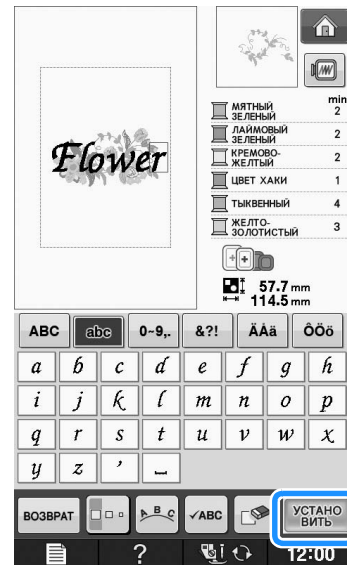 min
МЯТНЫЙ
ЗЕЛЕНЫЙ 2
ЛАЙМОВЫЙ
ЗЕЛЕНЫЙ 2
КРЕМОВО-
ЖЕЛТЫЙ 2
ЦВЕТ ХАКИ 1
ТЫКВЕННЫЙ 4
ЖЕЛТО-
ЗОЛОТИСТЫЙ 3
Flower
57.7 mm
114.5 mm
ABC abc 0~9,. &?! ÄÅä ÔÖö
a b c d e f g h
i j k l m n o p
q r s t u v w x
y z ’ _
ВОЗВРАТ A B C ✓ABC УСТАНО
ВИТЬ
? 12:00